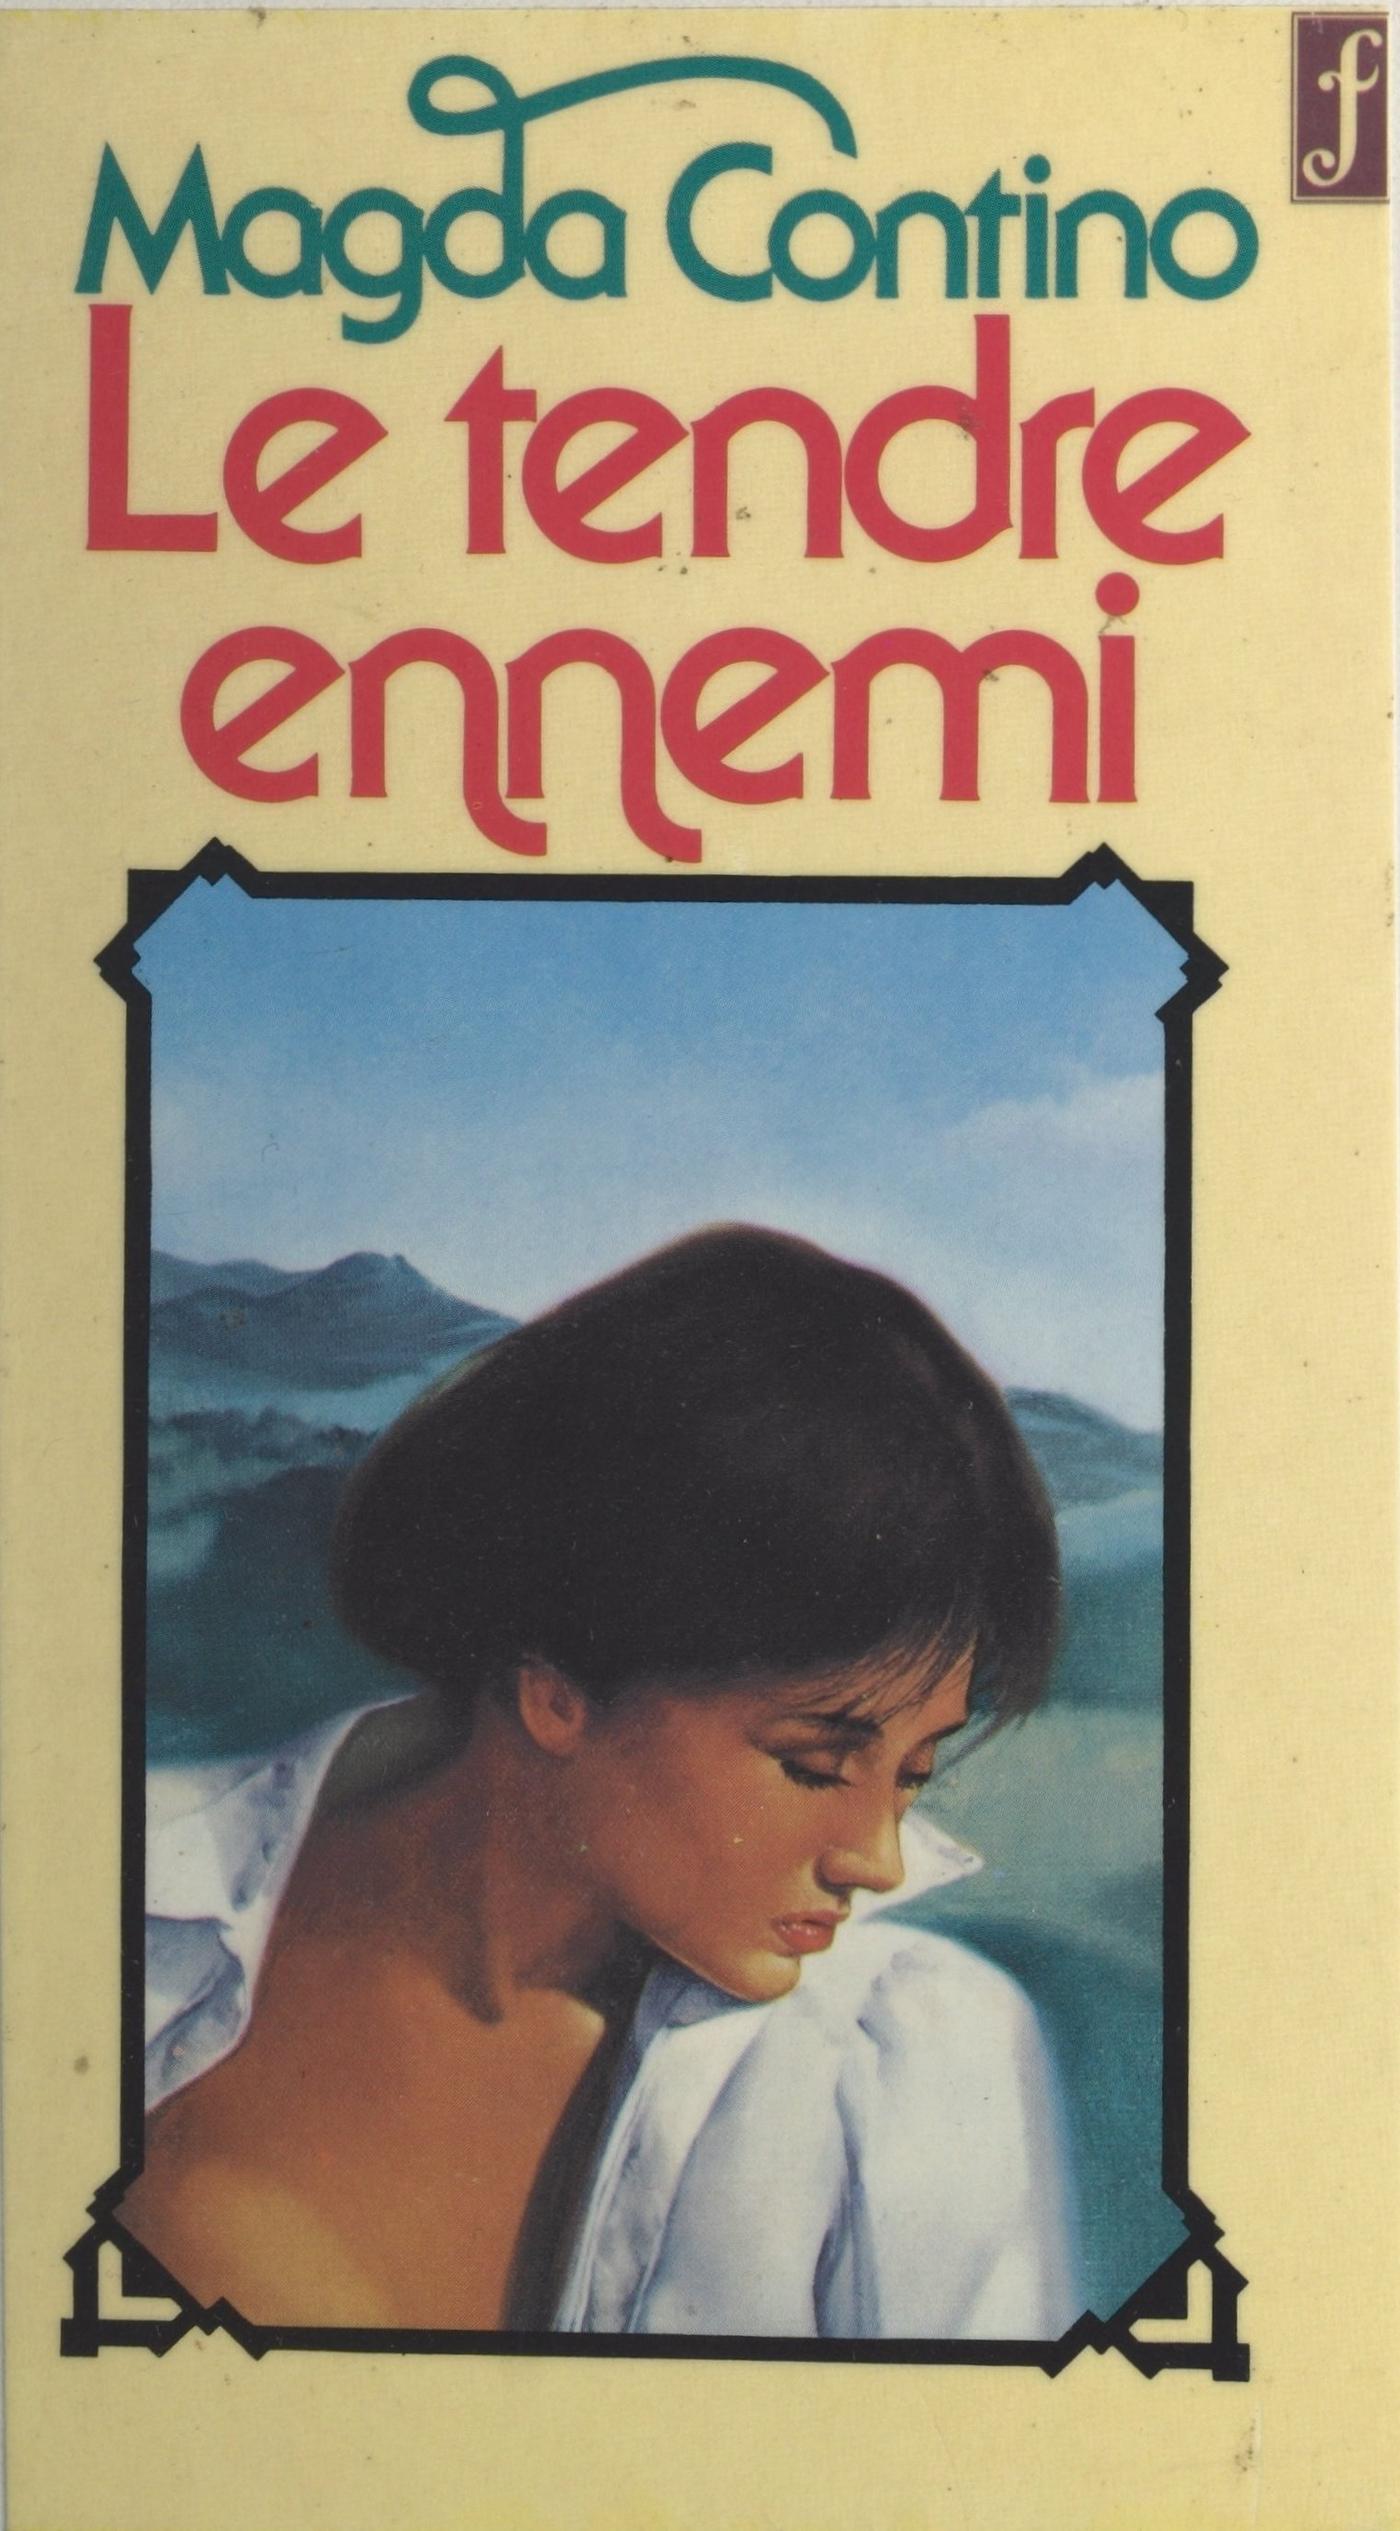 f
Magda Contino
Le tendre
ennemi